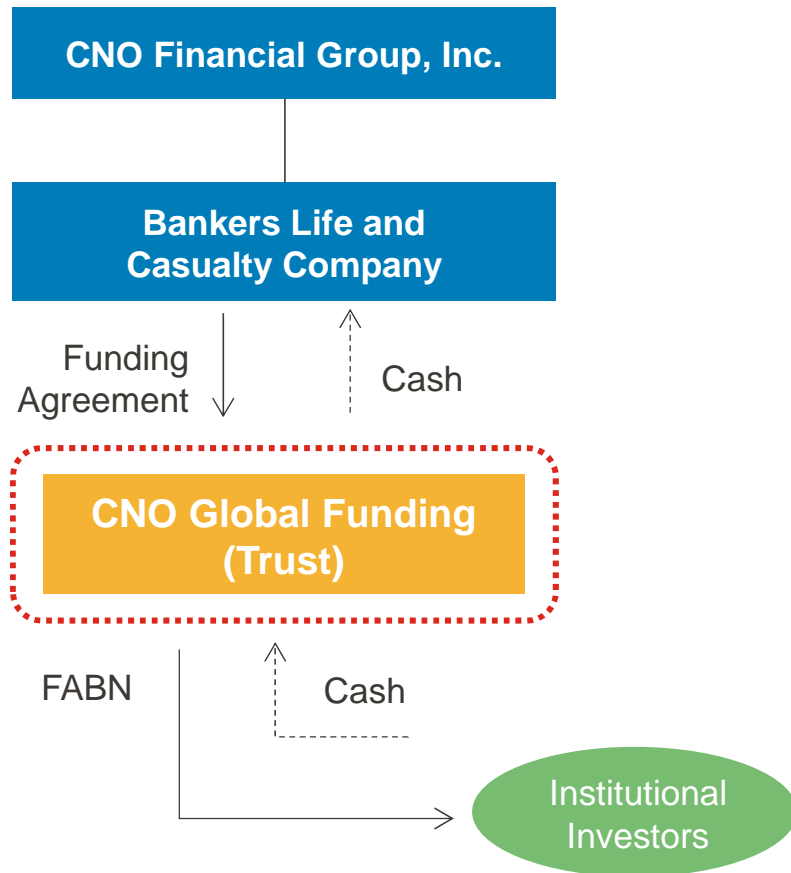 CNO Financial Group, Inc.
Bankers Life and
Casualty Company
Funding
Agreement
Cash
CNO Global Funding
(Trust)
FABN
Cash
Institutional
Investors